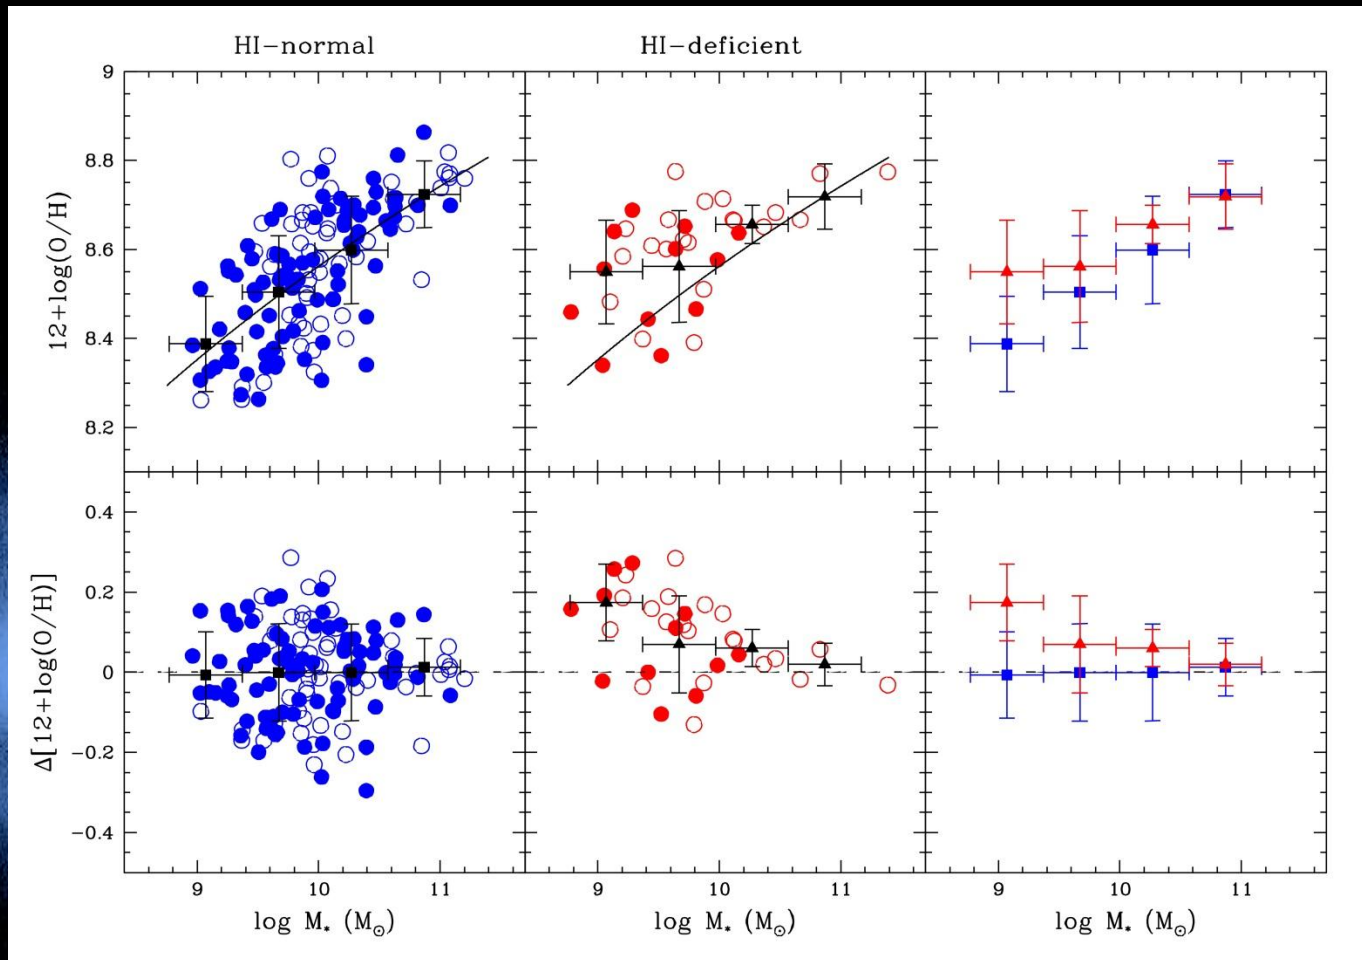 HI-normal HI-deficient
12+log(O/H)
9
8.8
8.6
8.4
8.2
Δ[12+log(O/H)]
0.4
0.2
0
-0.2
-0.4
9 10 11 9 10 11 9 10 11
log M* (M⊙) log M* (M⊙) log M* (M⊙)